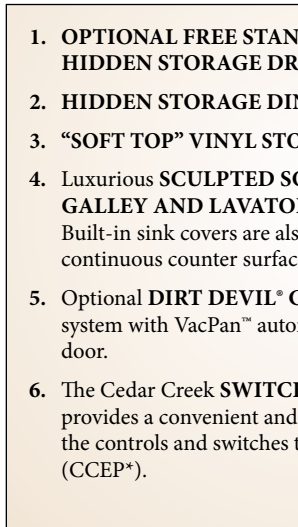 1. OPTIONAL FREE STAN
HIDDEN STORAGE DR
2. HIDDEN STORAGE DIN
3. “SOFT TOP” VINYL STO
4. Luxurious SCULPTED SO
GALLEY AND LAVATO
Built-in sink covers are als
continuous counter surfac
5. Optional DIRT DEVIL® C
system with VacPan™ auto
door.
6. The Cedar Creek SWITCH
provides a convenient and
the controls and switches t
(CCEP*).